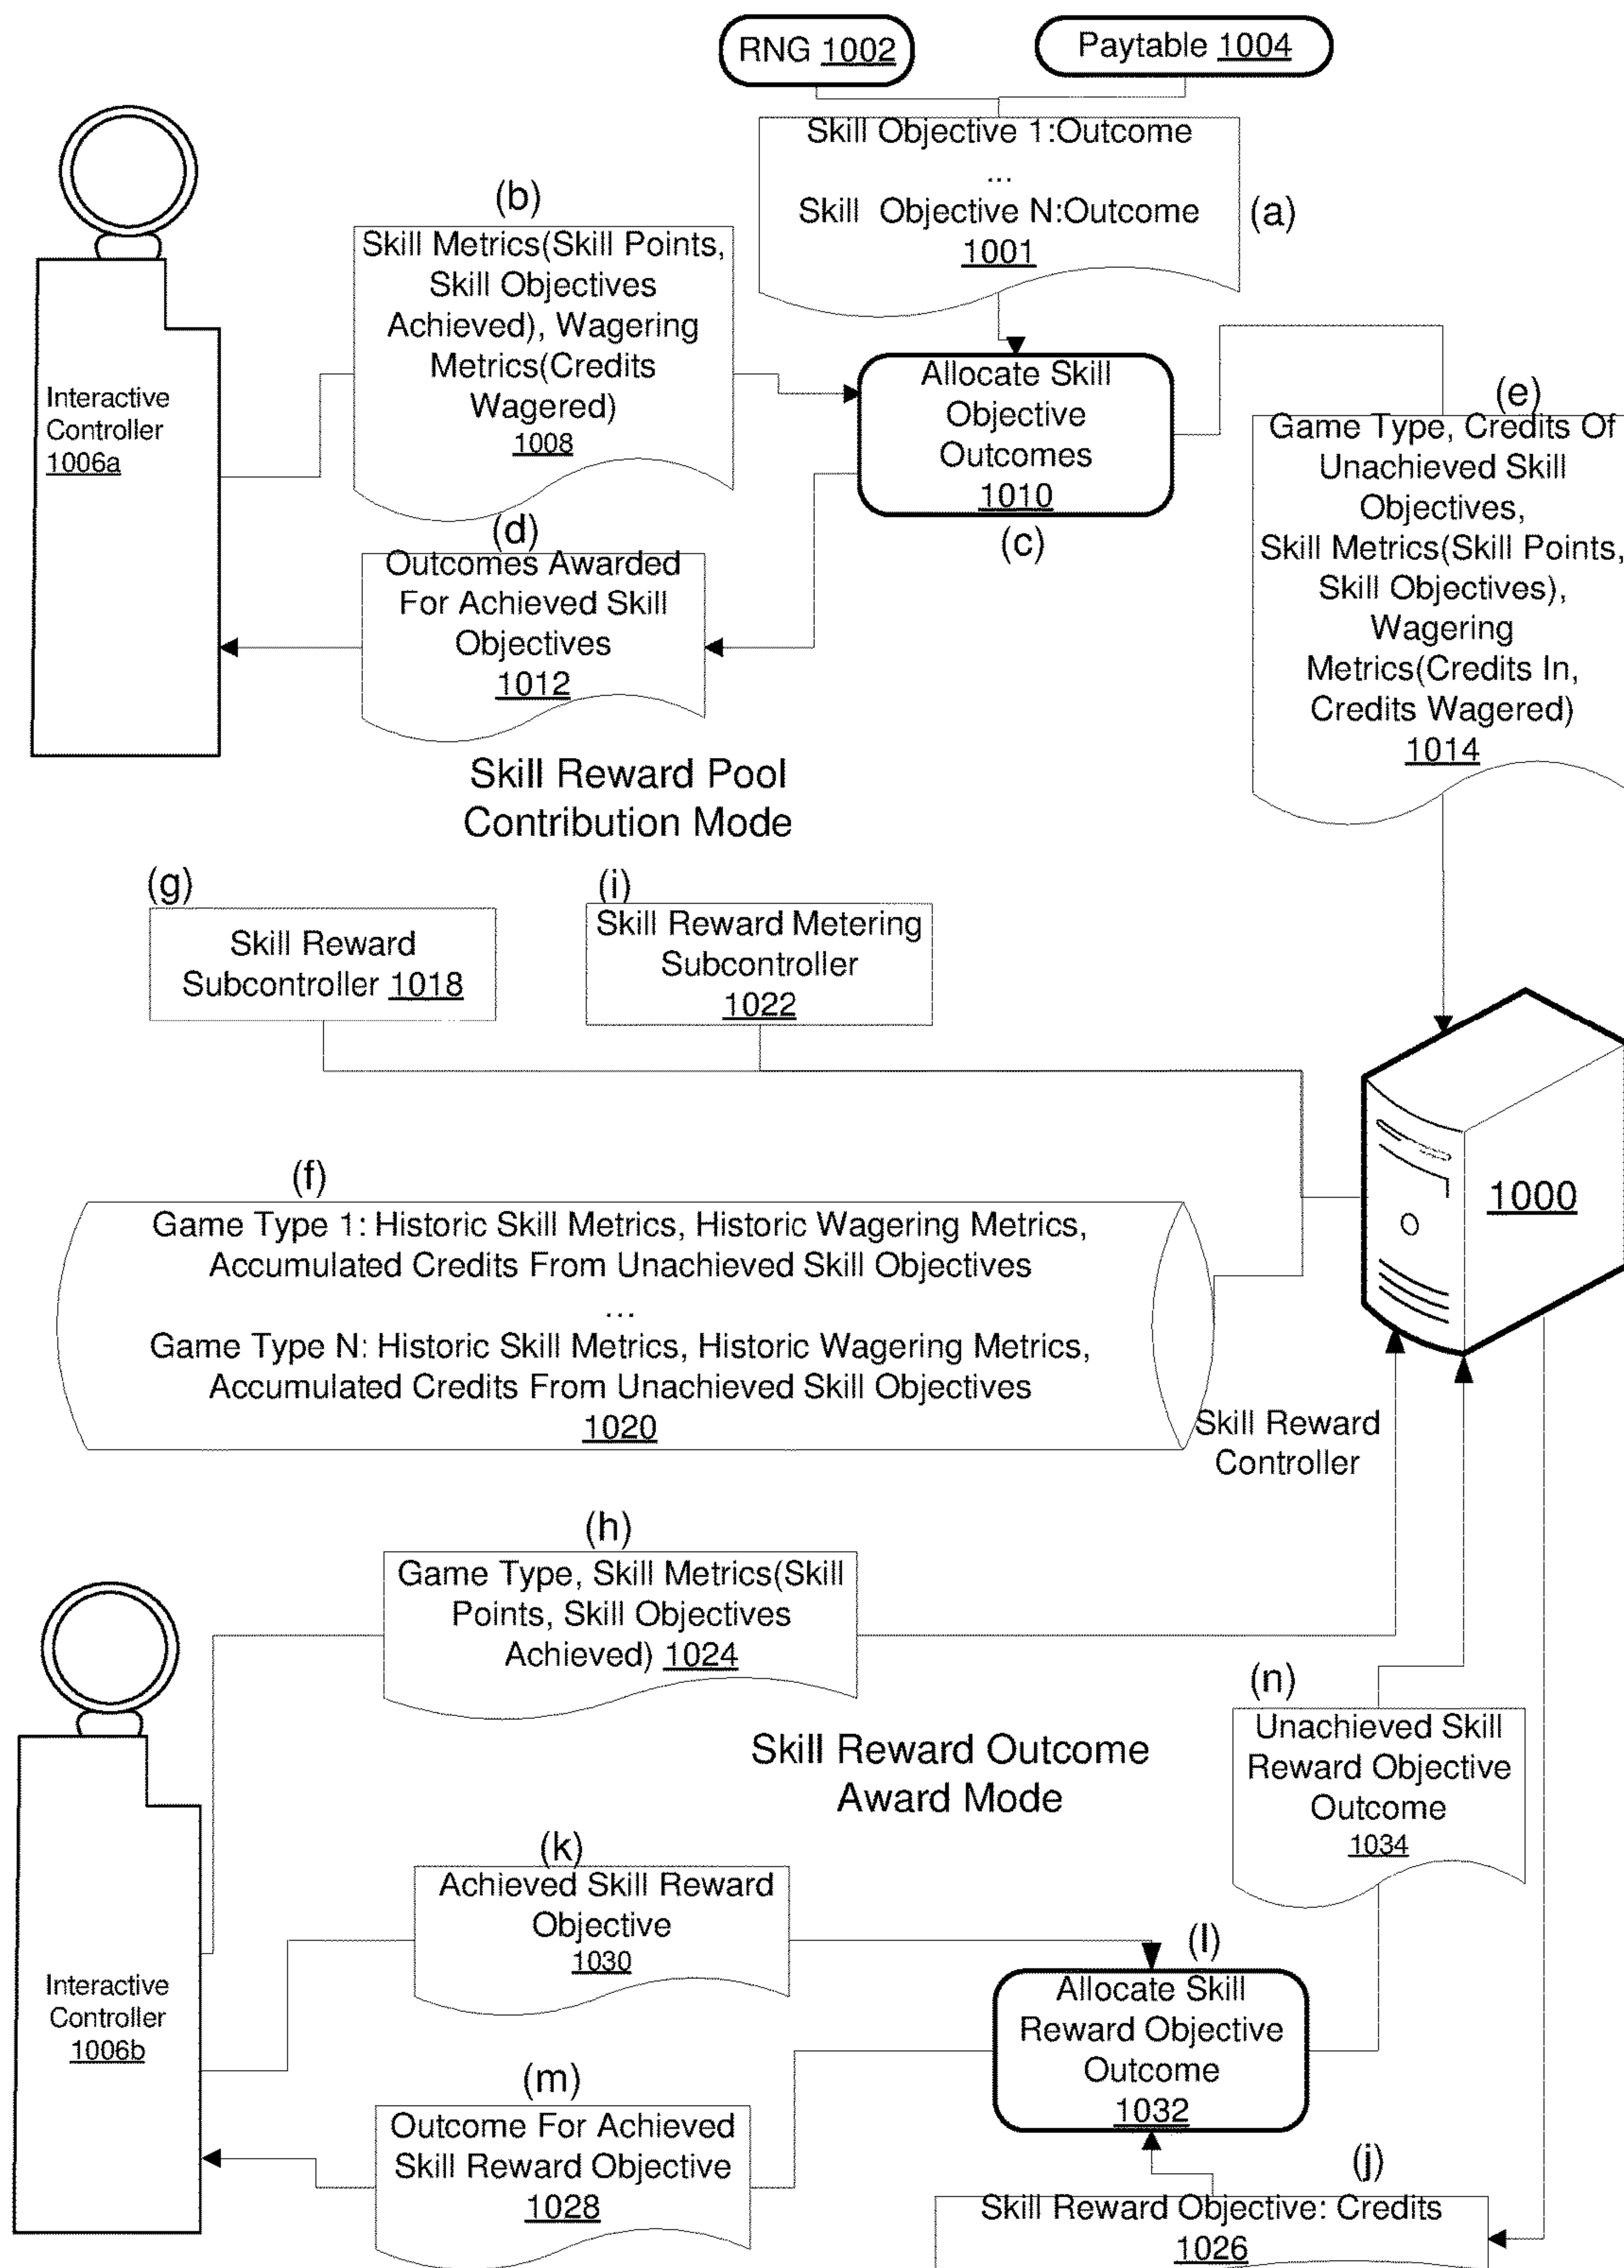 RNG 1002
Paytable 1004
Skill Objective 1:Outcome
...
Skill Objective N:Outcome
1001
(a)
(b)
Skill Metrics(Skill Points,
Skill Objectives
Achieved), Wagering
Metrics(Credits
Wagered)
1008
Interactive
Controller
1006a
Allocate Skill
Objective
Outcomes
1010
(c)
(d)
Outcomes Awarded
For Achieved Skill
Objectives
1012
(e)
Game Type, Credits Of
Unachieved Skill
Objectives,
Skill Metrics(Skill Points,
Skill Objectives),
Wagering
Metrics(Credits In,
Credits Wagered)
1014
Skill Reward Pool
Contribution Mode
(g)
Skill Reward
Subcontroller 1018
(i)
Skill Reward Metering
Subcontroller
1022
1000
(f)
Game Type 1: Historic Skill Metrics, Historic Wagering Metrics,
Accumulated Credits From Unachieved Skill Objectives
...
Game Type N: Historic Skill Metrics, Historic Wagering Metrics,
Accumulated Credits From Unachieved Skill Objectives
1020
Skill Reward
Controller
(h)
Game Type, Skill Metrics(Skill
Points, Skill Objectives
Achieved) 1024
Skill Reward Outcome
Award Mode
(n)
Unachieved Skill
Reward Objective
Outcome
1034
(k)
Achieved Skill Reward
Objective
1030
Interactive
Controller
1006b
(l)
Allocate Skill
Reward Objective
Outcome
1032
(m)
Outcome For Achieved
Skill Reward Objective
1028
(j)
Skill Reward Objective: Credits
1026